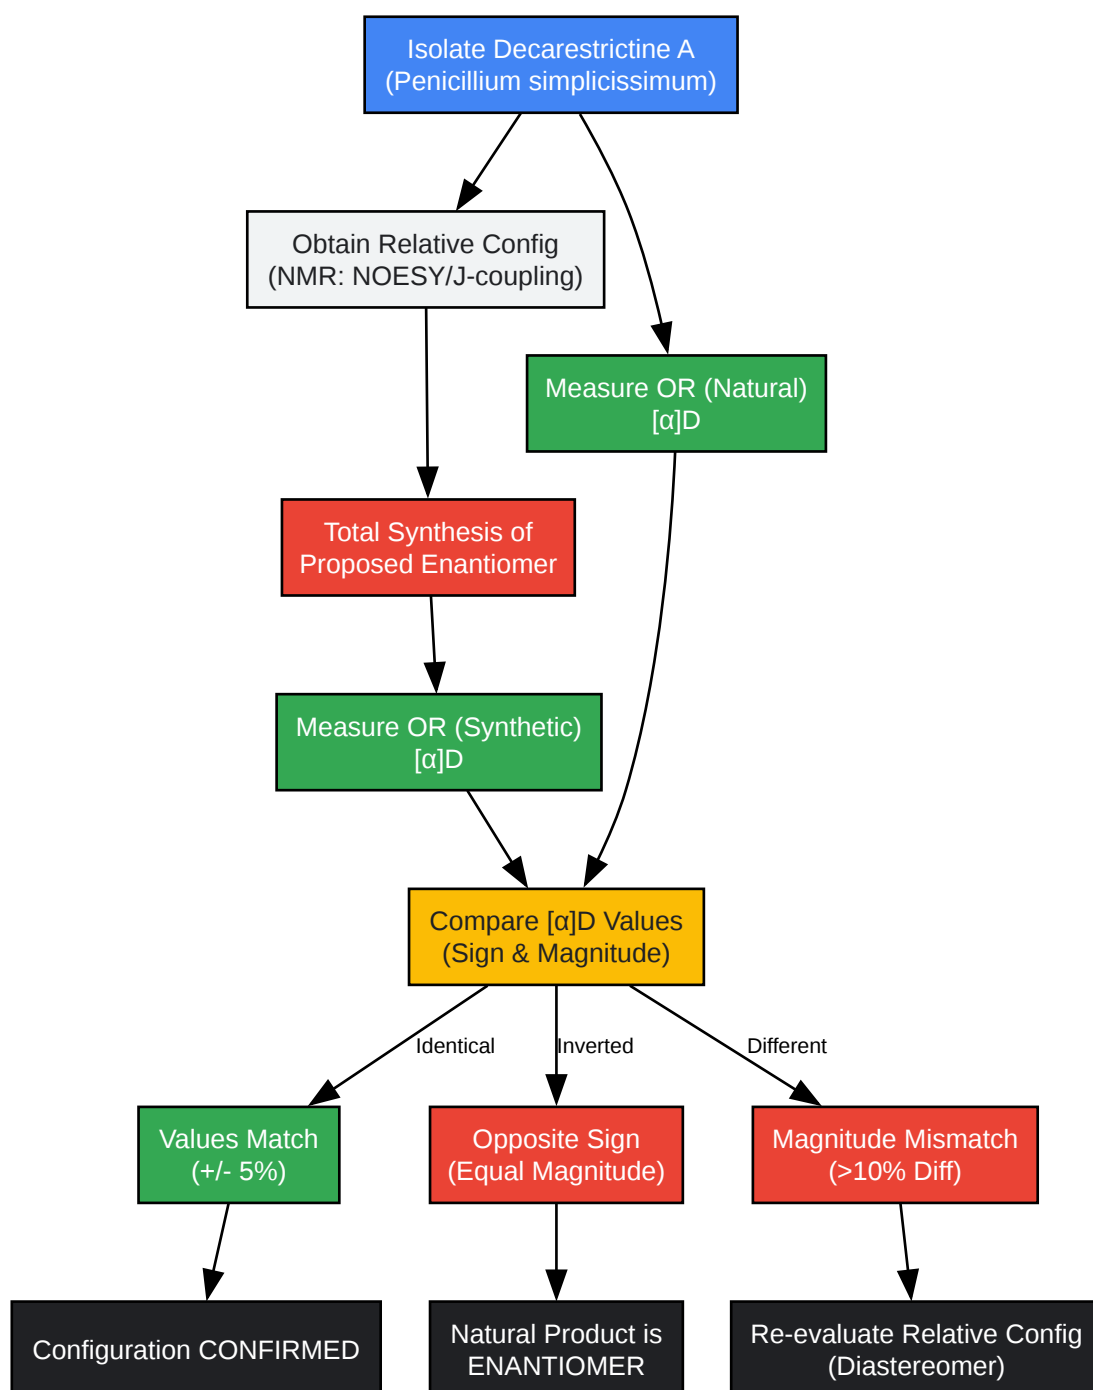 Isolate Decarestrictine A
(Penicillium simplicissimum)
Obtain Relative Config
(NMR: NOESY/J-coupling)
Measure OR (Natural)
[α]D
Total Synthesis of
Proposed Enantiomer
Measure OR (Synthetic)
[α]D
Compare [α]D Values
(Sign & Magnitude)
Identical
Inverted
Different
Values Match
(+/- 5%)
Opposite Sign
(Equal Magnitude)
Magnitude Mismatch
(>10% Diff)
Configuration CONFIRMED
Natural Product is
ENANTIOMER
Re-evaluate Relative Config
(Diastereomer)